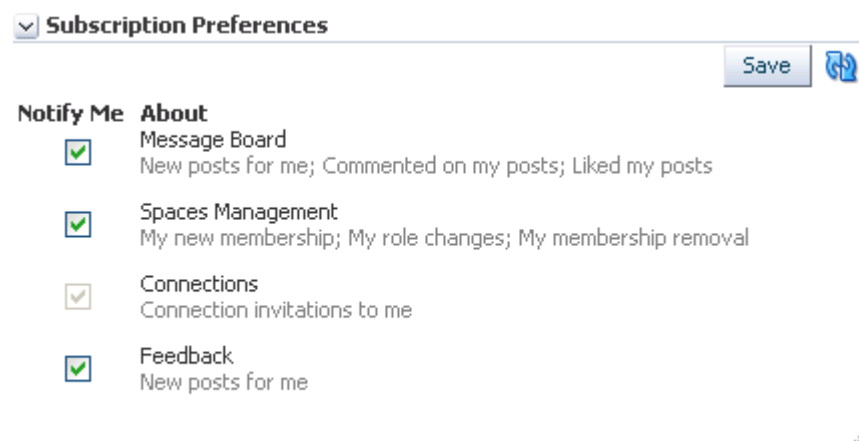 Subscription Preferences
Save
Notify Me About
Message Board
New posts for me; Commented on my posts; Liked my posts
Spaces Management
My new membership; My role changes; My membership removal
Connections
Connection invitations to me
Feedback
New posts for me